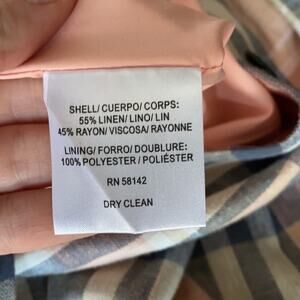 SHELL/ CUERPO/ CORPS:
55% LINEN/ LINO/ LIN
45% RAYON/ VISCOSA/ RAYONNE
LINING/ FORRO/ DOUBLURE:
100% POLYESTER / POLIÉSTER
RN 58142
DRY CLEAN